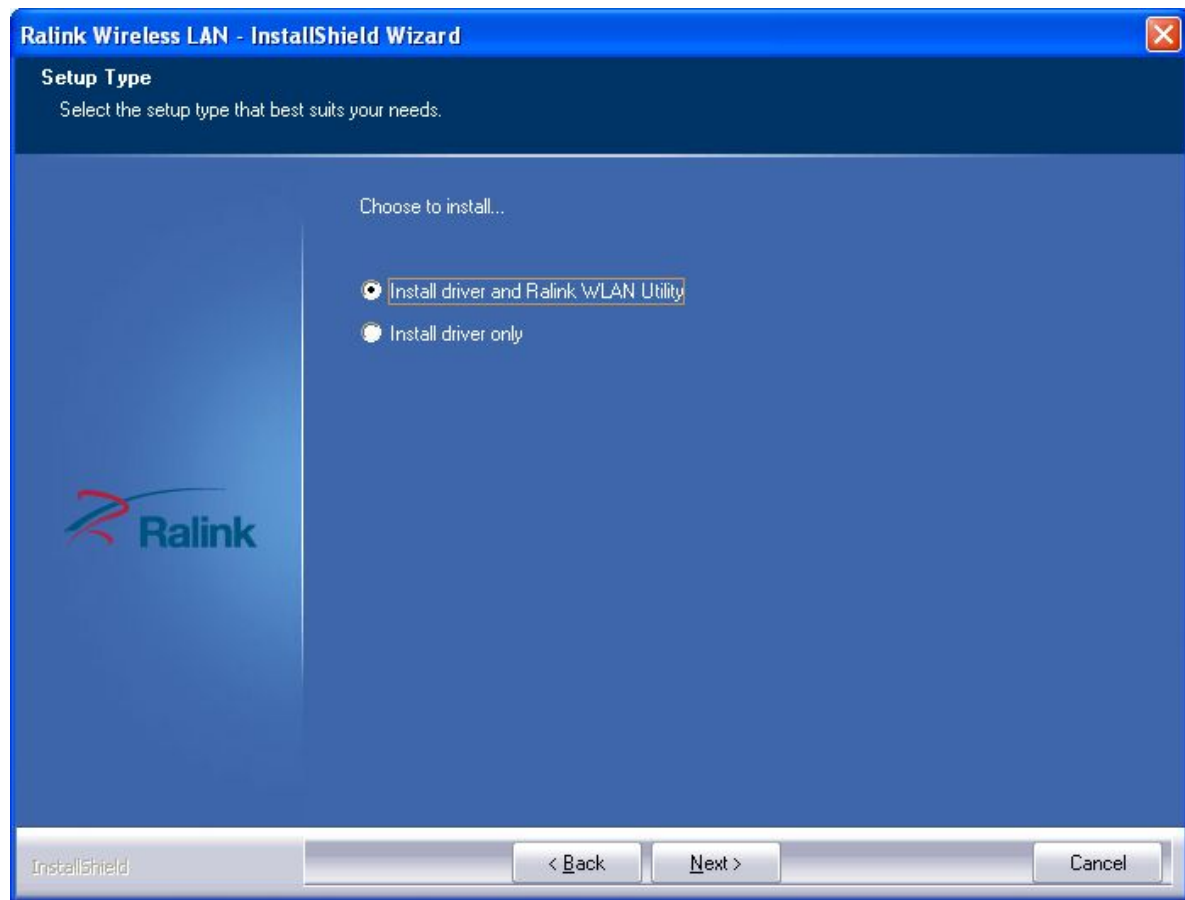 Ralink Wireless LAN - InstallShield Wizard
Setup Type
Select the setup type that best suits your needs.
Choose to install...
Install driver and Ralink WLAN Utility
Install driver only
Ralink
InstallShield
< Back
Next >
Cancel